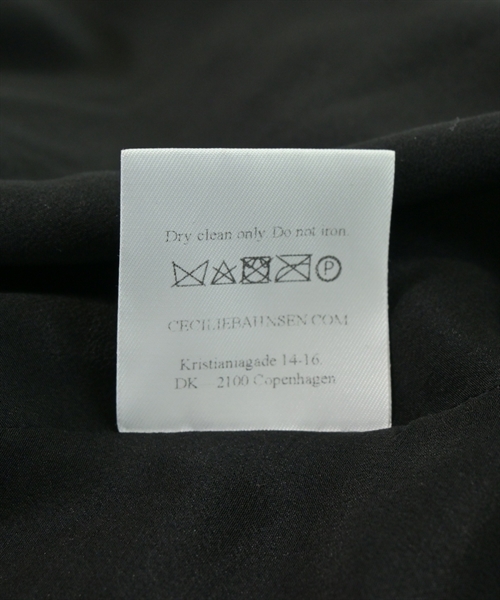 Dry clean only. Do not iron.
P
CECILIEBAHNSEN.COM
Kristianiagade 14-16.
DK - 2100 Copenhagen